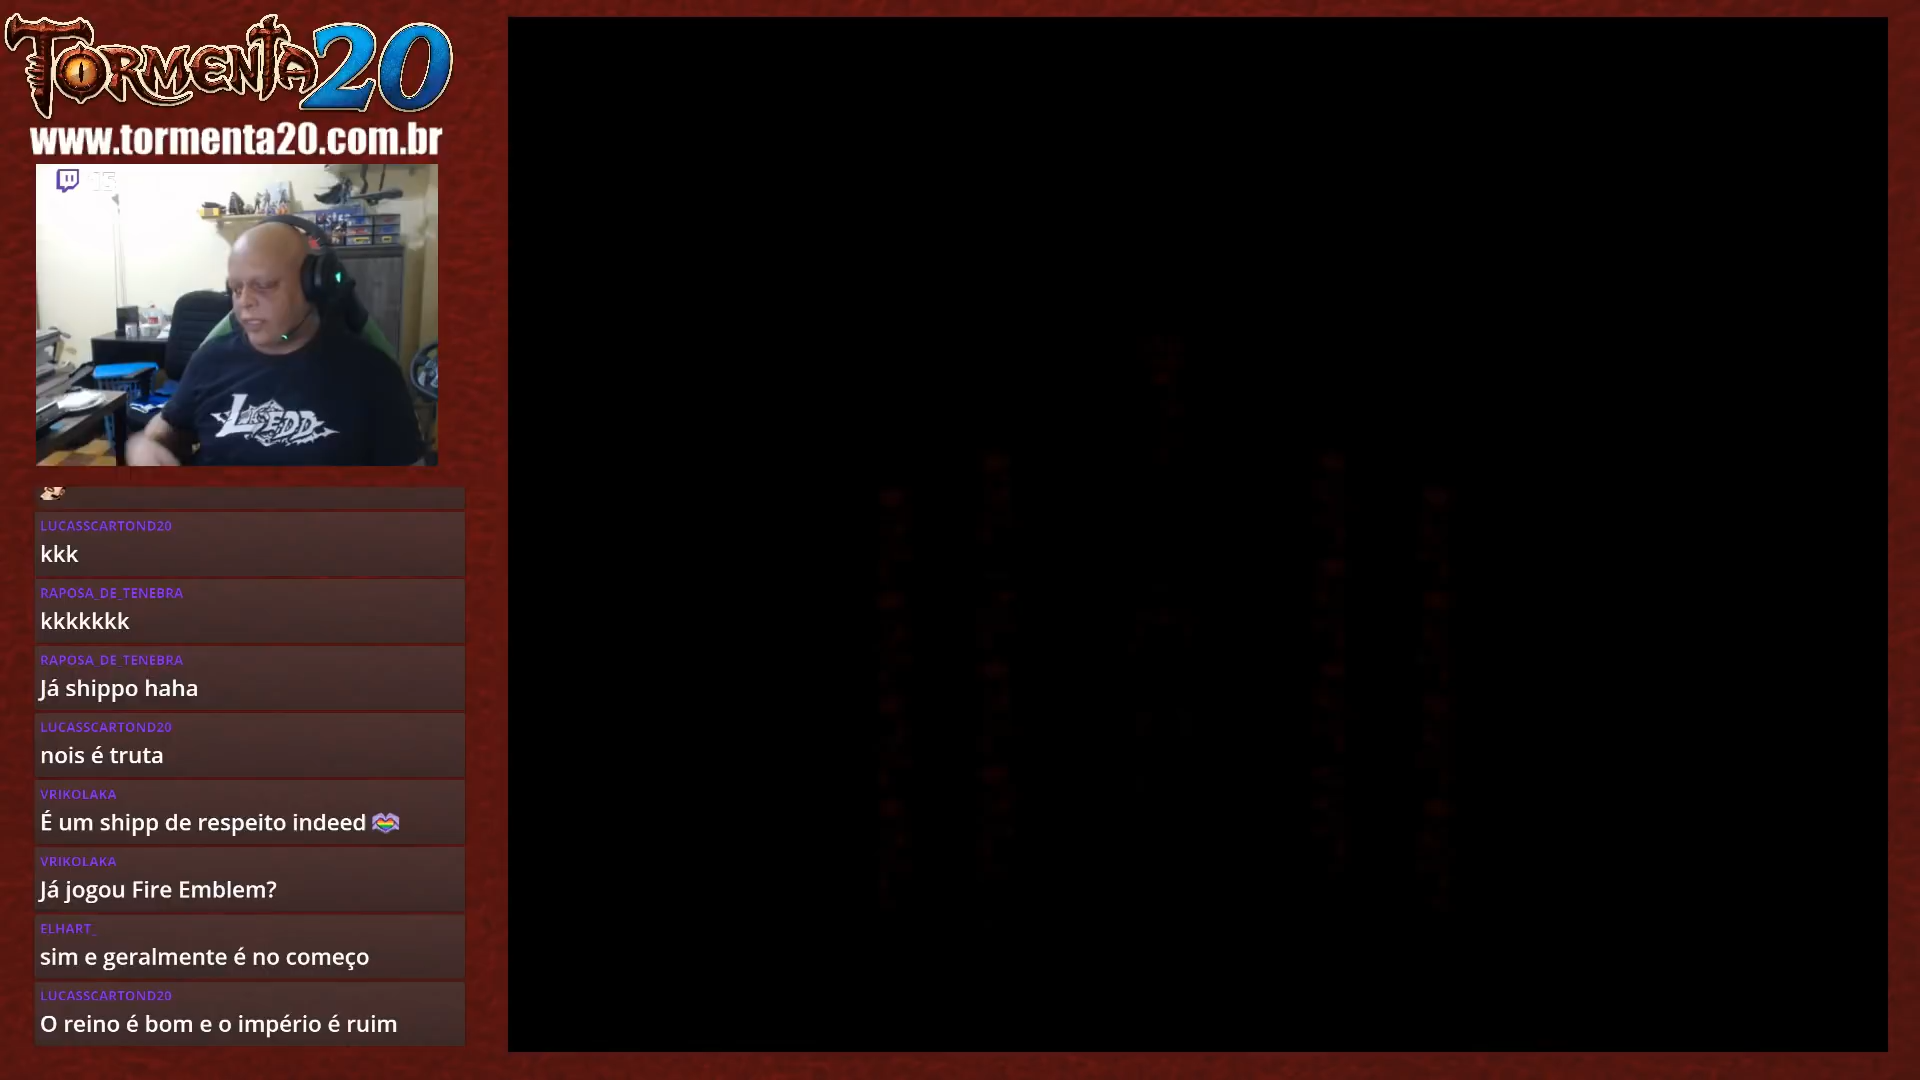 TORMENTA20
www.tormenta20.com.br
15
LUCASSCARTOND20
kkk
RAPOSA_DE_TENEBRA
kkkkkkk
RAPOSA_DE_TENEBRA
Já shippo haha
LUCASSCARTOND20
nois é truta
VRIKOLAKA
É um shipp de respeito indeed
VRIKOLAKA
Já jogou Fire Emblem?
ELHART_
sim e geralmente é no começo
LUCASSCARTOND20
O reino é bom e o império é ruim